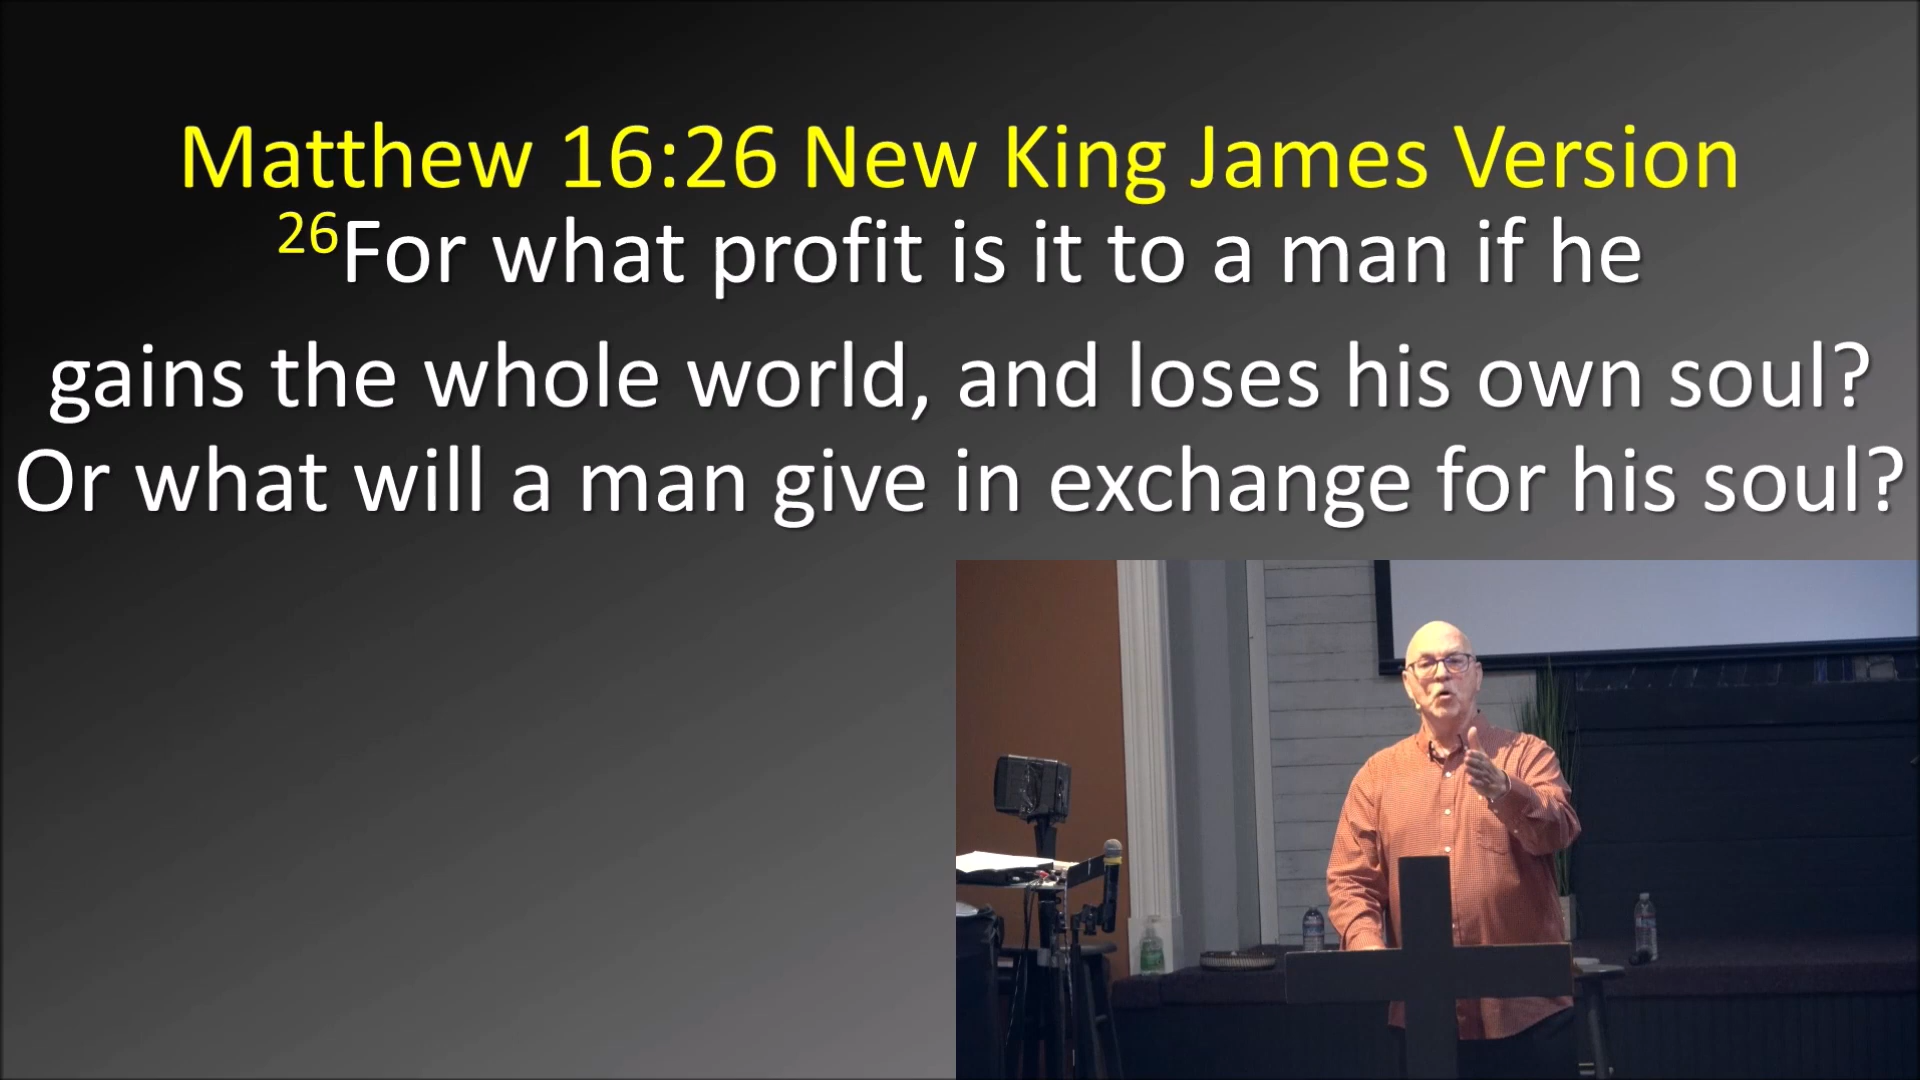 Matthew 16:26 New King James Version
26For what profit is it to a man if he
gains the whole world, and loses his own soul?
Or what will a man give in exchange for his soul?